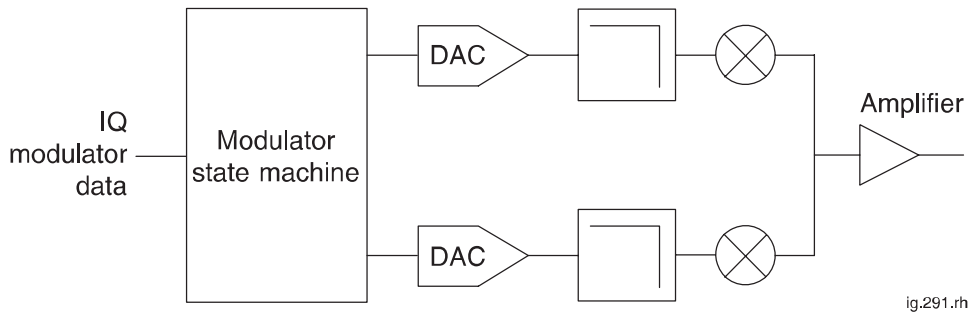 IQ
modulator
data
Modulator
state machine
DAC
DAC
Amplifier
ig.291.rh